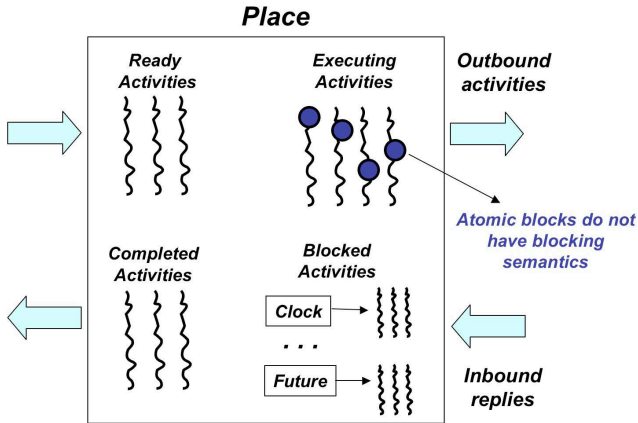 Place
Ready
Activities
Executing
Activities
Outbound
activities
Atomic blocks do not
have blocking
semantics
Completed
Activities
Blocked
Activities
Clock
. . .
Future
Inbound
replies